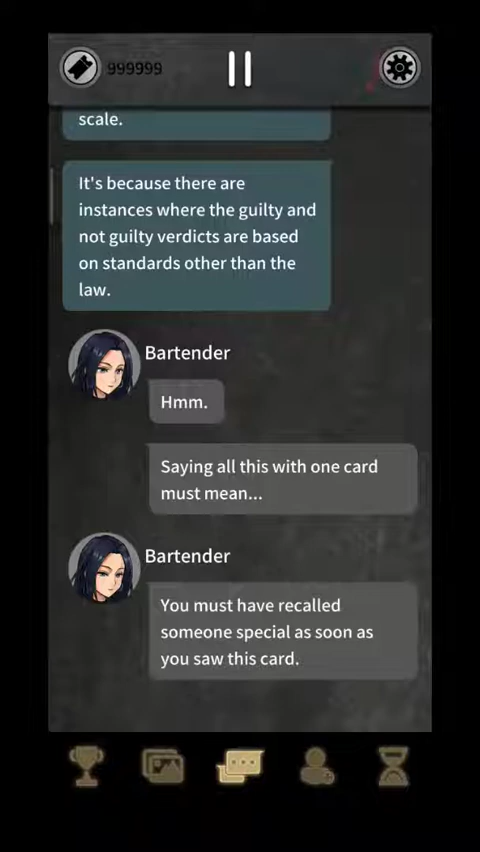 999999
scale.
It's because there are
instances where the guilty and
not guilty verdicts are based
on standards other than the
law.
Bartender
Hmm.
Saying all this with one card
must mean...
Bartender
You must have recalled
someone special as soon as
you saw this card.